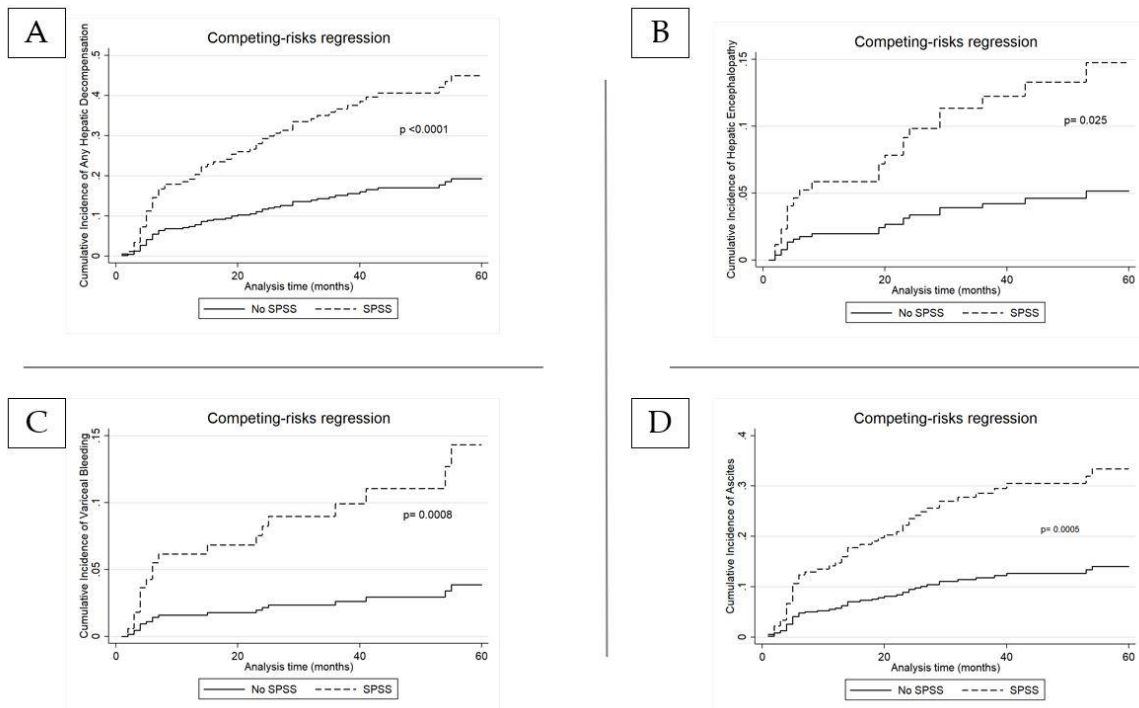 A
Competing-risks regression
Cumulative Incidence of Any Hepatic Decompensation
.5
.4
.3
.2
.1
0
p <0.0001
0 20 40 60
Analysis time (months)
No SPSS SPSS
B
Competing-risks regression
Cumulative Incidence of Hepatic Encephalopathy
.15
.1
.05
0
p= 0.025
0 20 40 60
Analysis time (months)
No SPSS SPSS
C
Competing-risks regression
Cumulative Incidence of Variceal Bleeding
.15
.1
.05
0
p= 0.0008
0 20 40 60
Analysis time (months)
No SPSS SPSS
D
Competing-risks regression
Cumulative Incidence of Ascites
.4
.3
.2
.1
0
p= 0.0005
0 20 40 60
Analysis time (months)
No SPSS SPSS